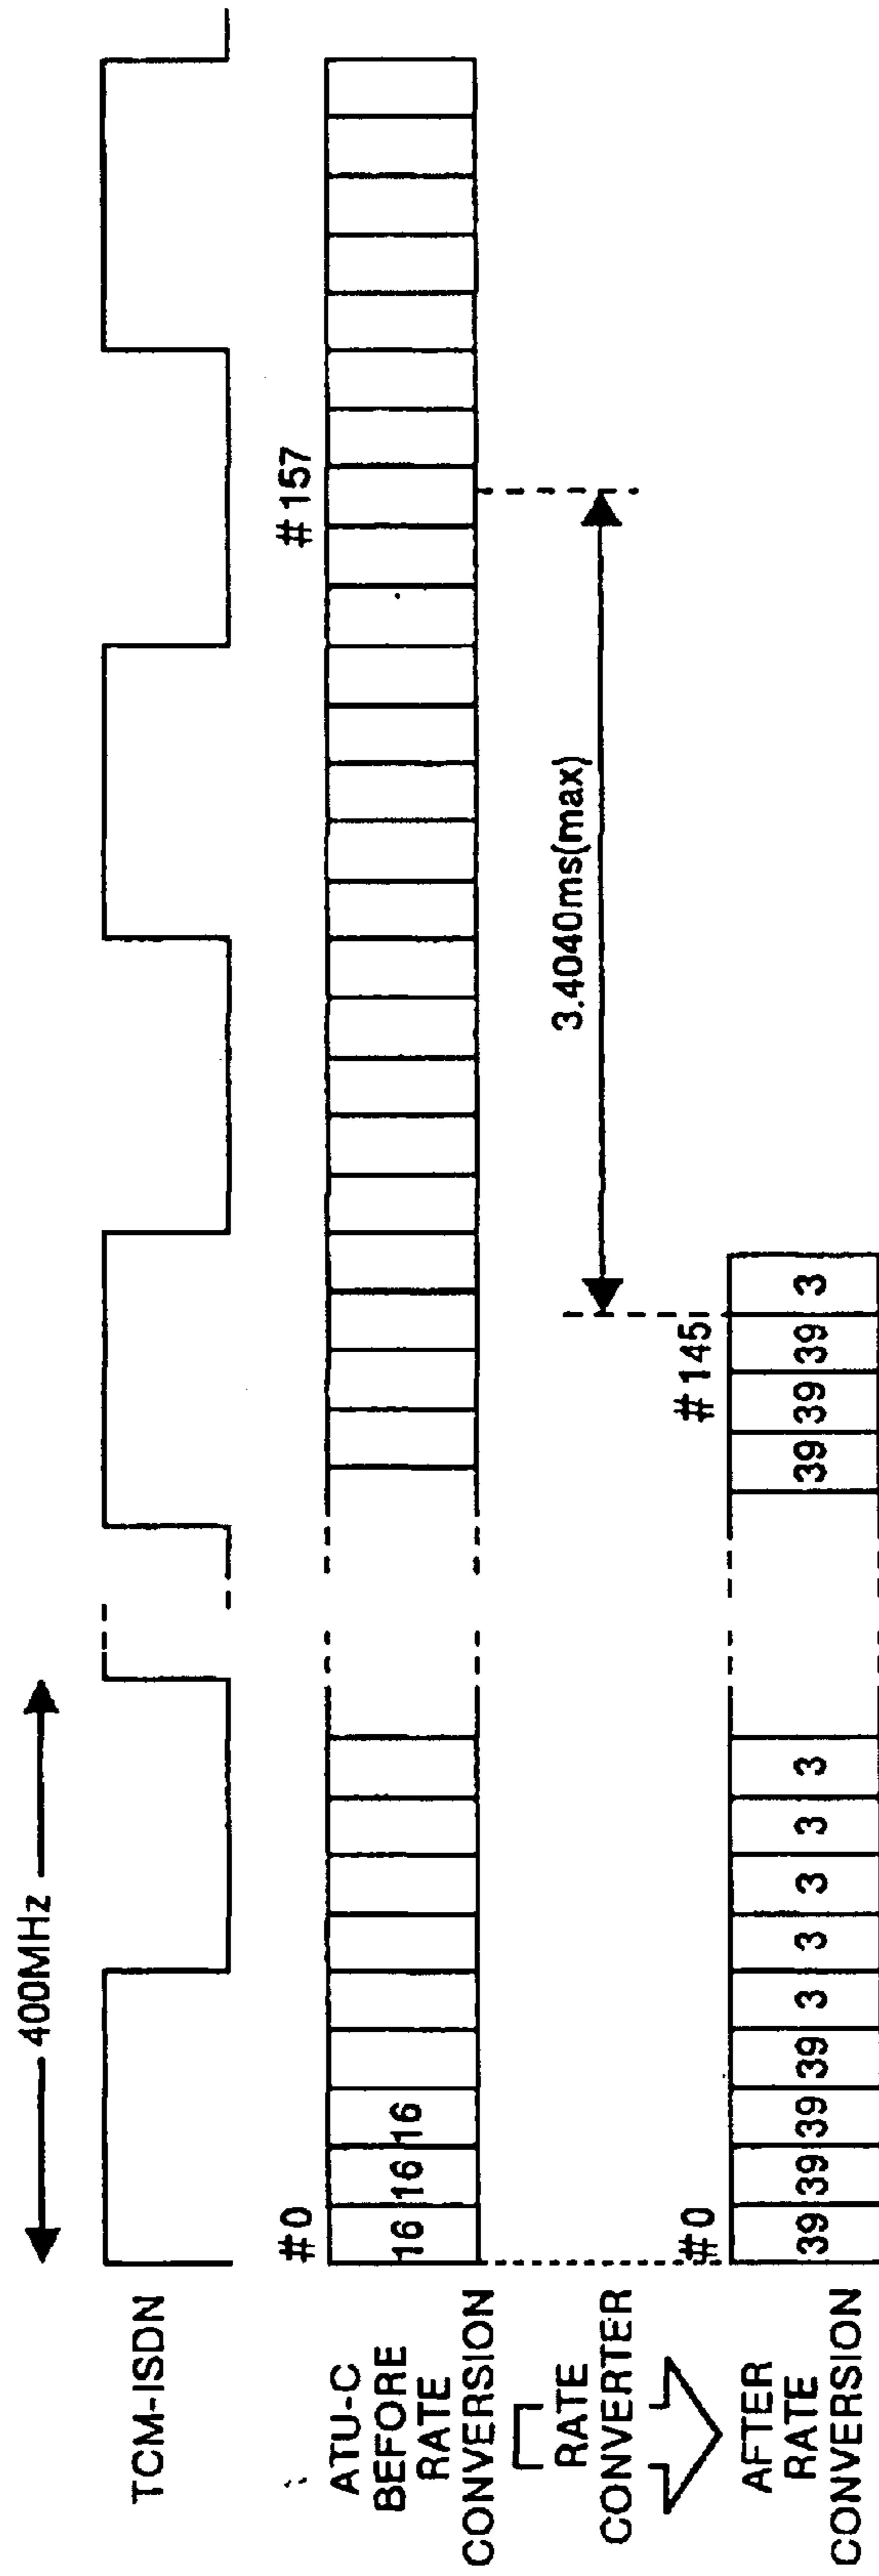 400MHz
TCM-ISDN
#0
#157
ATU-C
BEFORE
RATE
CONVERSION
16 16 16
3.4040ms(max)
RATE
CONVERTER
#0
#145
AFTER
RATE
CONVERSION
39 39 39 39 3 3 3 3 3
39 39 39 3